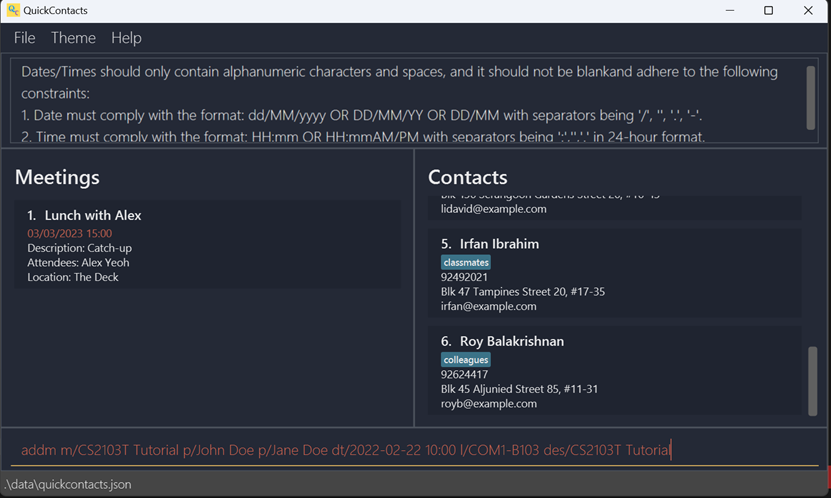 QuickContacts
File Theme Help
Dates/Times should only contain alphanumeric characters and spaces, and it should not be blankand adhere to the following
constraints:
1. Date must comply with the format: dd/MM/yyyy OR DD/MM/YY OR DD/MM with separators being '/', '', '.', '-'.
2. Time must comply with the format: HH:mm OR HH:mmAM/PM with separators being ':','','.' in 24-hour format.
Meetings
1. Lunch with Alex
03/03/2023 15:00
Description: Catch-up
Attendees: Alex Yeoh
Location: The Deck
Contacts
lidavid@example.com
5. Irfan Ibrahim
classmates
92492021
Blk 47 Tampines Street 20, #17-35
irfan@example.com
6. Roy Balakrishnan
colleagues
92624417
Blk 45 Aljunied Street 85, #11-31
royb@example.com
addm m/CS2103T Tutorial p/John Doe p/Jane Doe dt/2022-02-22 10:00 l/COM1-B103 des/CS2103T Tutorial
.\data\quickcontacts.json